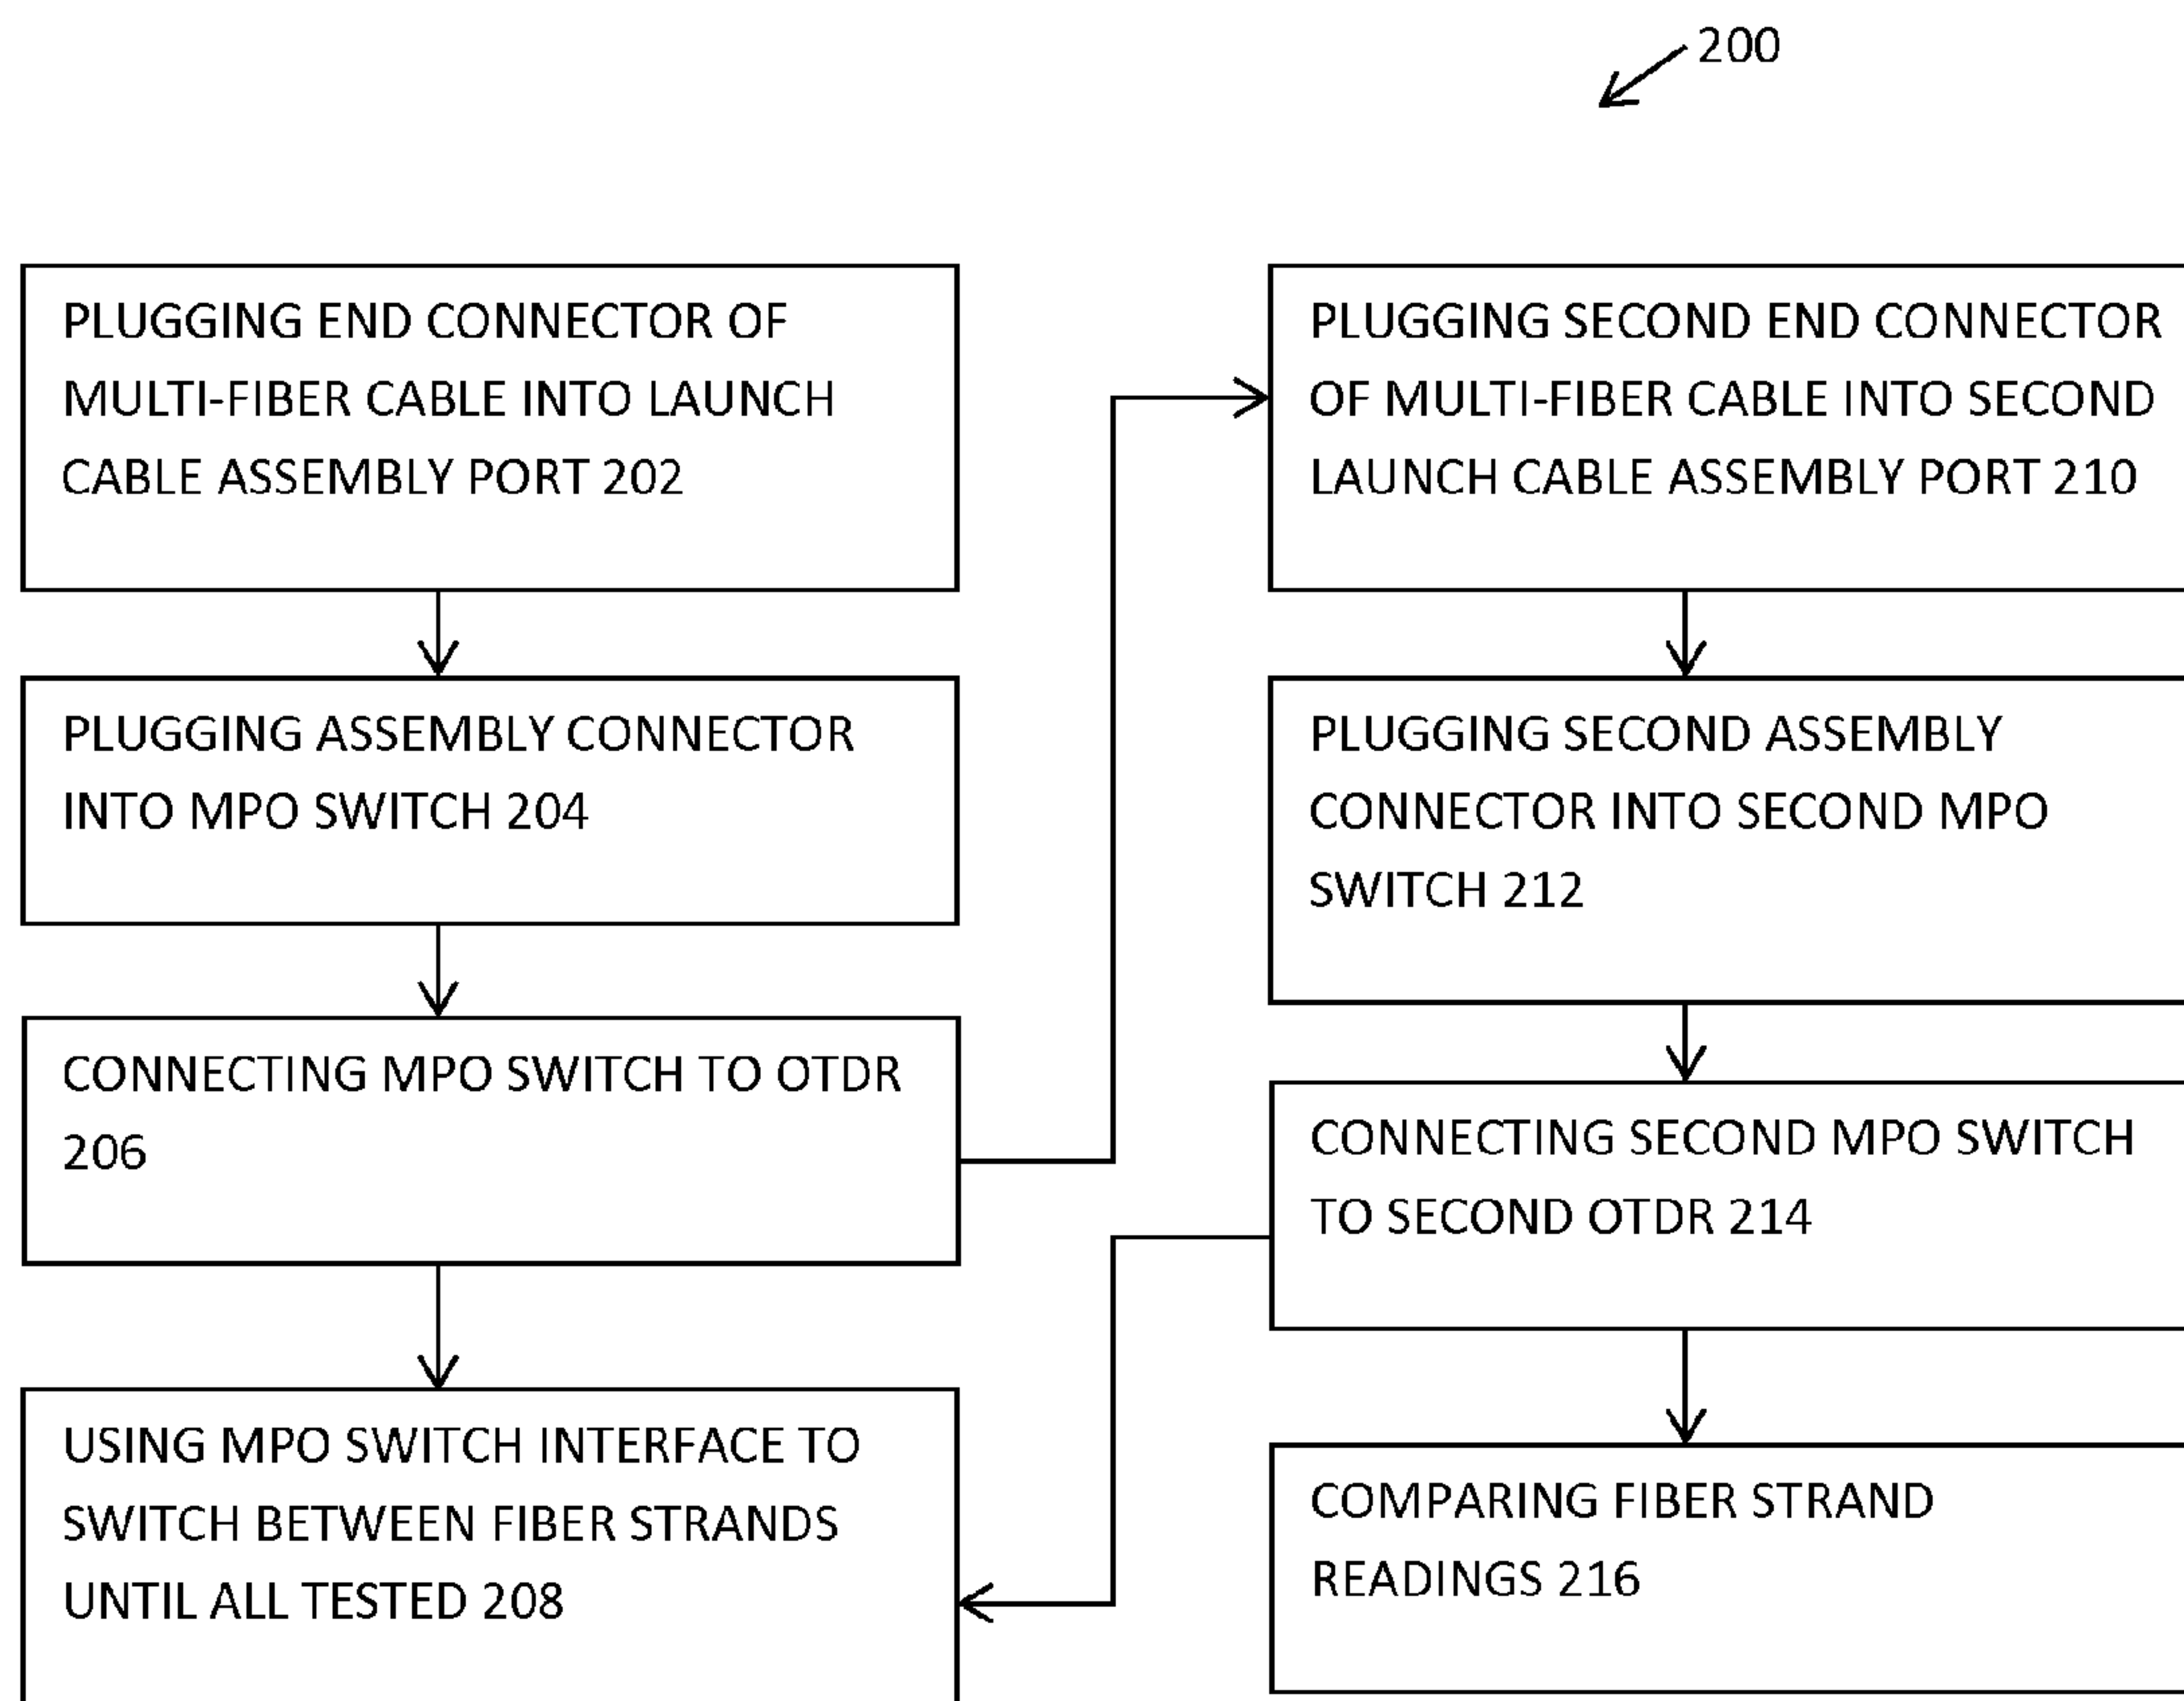 200
PLUGGING END CONNECTOR OF
MULTI-FIBER CABLE INTO LAUNCH
CABLE ASSEMBLY PORT 202
PLUGGING ASSEMBLY CONNECTOR
INTO MPO SWITCH 204
CONNECTING MPO SWITCH TO OTDR
206
USING MPO SWITCH INTERFACE TO
SWITCH BETWEEN FIBER STRANDS
UNTIL ALL TESTED 208
PLUGGING SECOND END CONNECTOR
OF MULTI-FIBER CABLE INTO SECOND
LAUNCH CABLE ASSEMBLY PORT 210
PLUGGING SECOND ASSEMBLY
CONNECTOR INTO SECOND MPO
SWITCH 212
CONNECTING SECOND MPO SWITCH
TO SECOND OTDR 214
COMPARING FIBER STRAND
READINGS 216